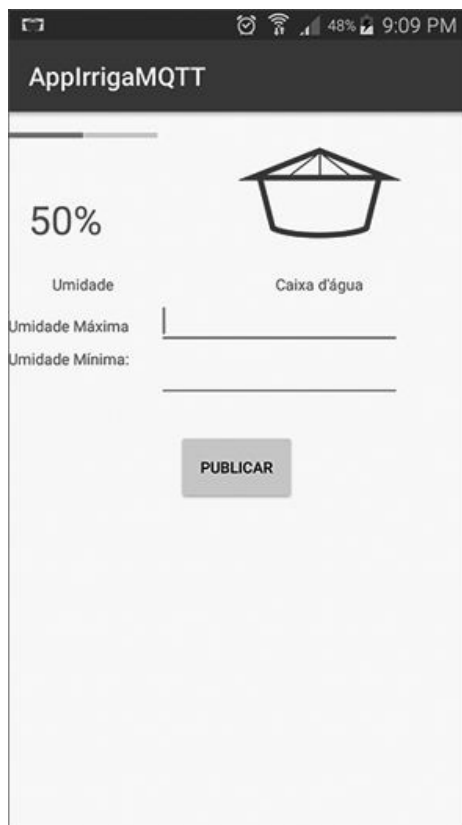 48% 9:09 PM
AppIrrigaMQTT
50%
Umidade Caixa d'água
Umidade Máxima
Umidade Mínima:
PUBLICAR